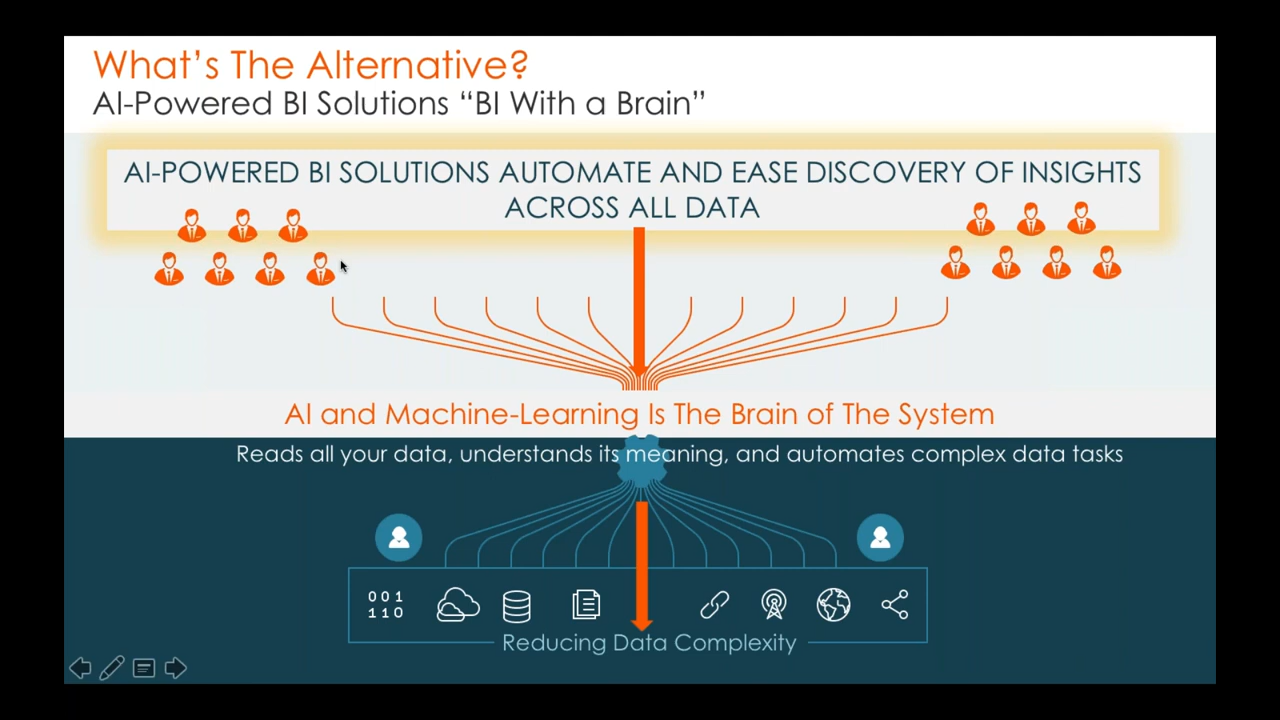 What's The Alternative?
AI-Powered BI Solutions “BI With a Brain”
AI-POWERED BI SOLUTIONS AUTOMATE AND EASE DISCOVERY OF INSIGHTS
ACROSS ALL DATA
AI and Machine-Learning Is The Brain of The System
Reads all your data, understands its meaning, and automates complex data tasks
001
110
Reducing Data Complexity